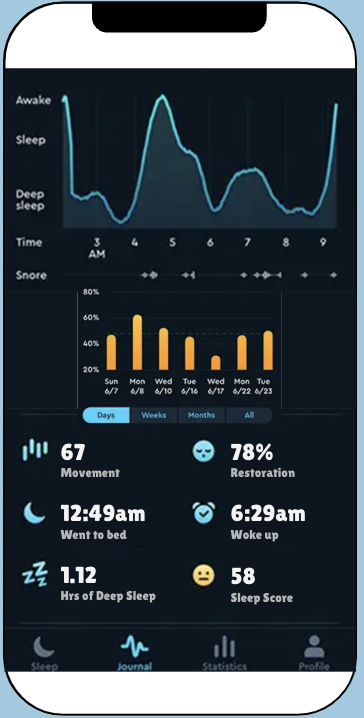 Awake
Sleep
Deep
sleep
Time 3 4 5 6 7 8 9
AM
Snore
80%
60%
40%
20%
Sun Mon Wed Tue Wed Mon Tue
6/7 6/8 6/10 6/16 6/17 6/22 6/23
Days Weeks Months All
67 78%
Movement Restoration
12:49am 6:29am
Went to bed Woke up
1.12 58
Hrs of Deep Sleep Sleep Score
Sleep Journal Statistics Profile